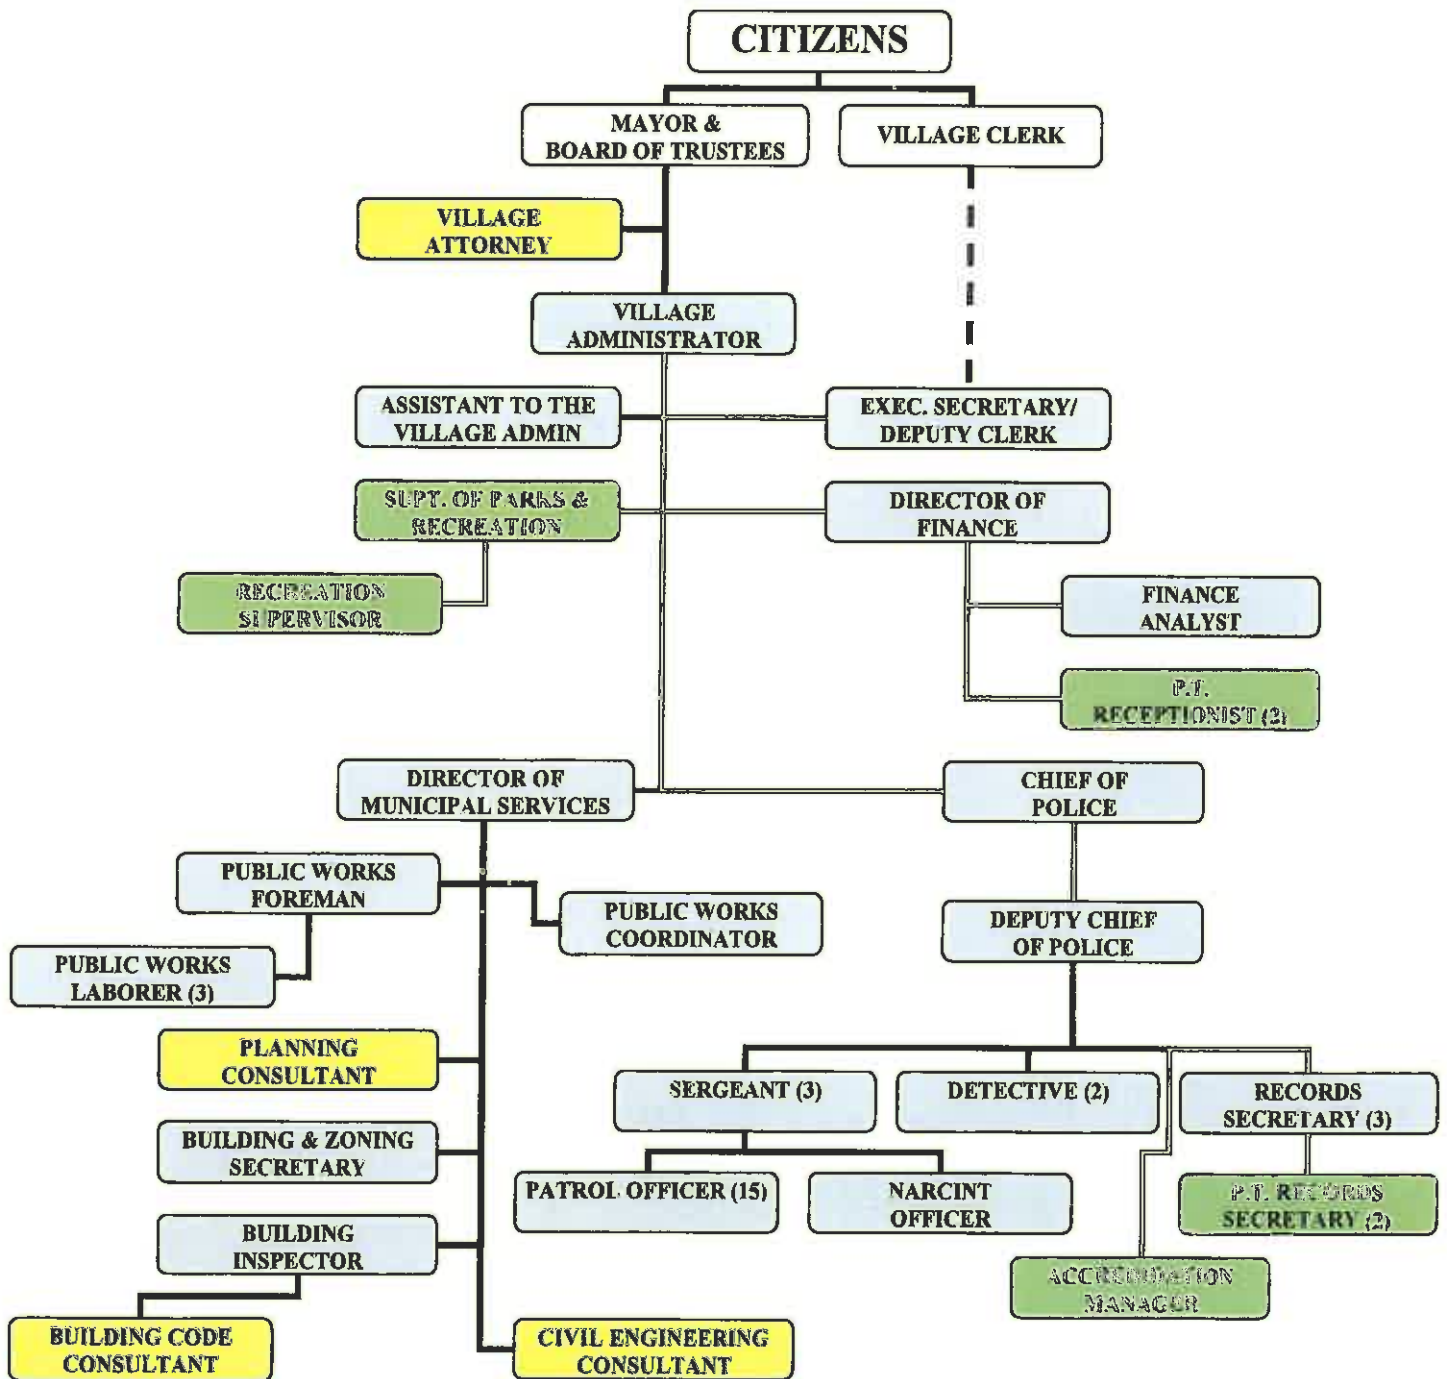 CITIZENS
MAYOR &
BOARD OF TRUSTEES
VILLAGE CLERK
VILLAGE
ATTORNEY
VILLAGE
ADMINISTRATOR
ASSISTANT TO THE
VILLAGE ADMIN
EXEC. SECRETARY/
DEPUTY CLERK
SUPT. OF PARKS &
RECREATION
DIRECTOR OF
FINANCE
RECREATION
SUPERVISOR
FINANCE
ANALYST
P.T.
RECEPTIONIST (2)
DIRECTOR OF
MUNICIPAL SERVICES
CHIEF OF
POLICE
PUBLIC WORKS
FOREMAN
PUBLIC WORKS
COORDINATOR
DEPUTY CHIEF
OF POLICE
PUBLIC WORKS
LABORER (3)
PLANNING
CONSULTANT
SERGEANT (3)
DETECTIVE (2)
RECORDS
SECRETARY (3)
BUILDING & ZONING
SECRETARY
PATROL OFFICER (15)
NARCINT
OFFICER
P.T. RECORDS
SECRETARY (2)
BUILDING
INSPECTOR
ACCREDIDATION
MANAGER
BUILDING CODE
CONSULTANT
CIVIL ENGINEERING
CONSULTANT